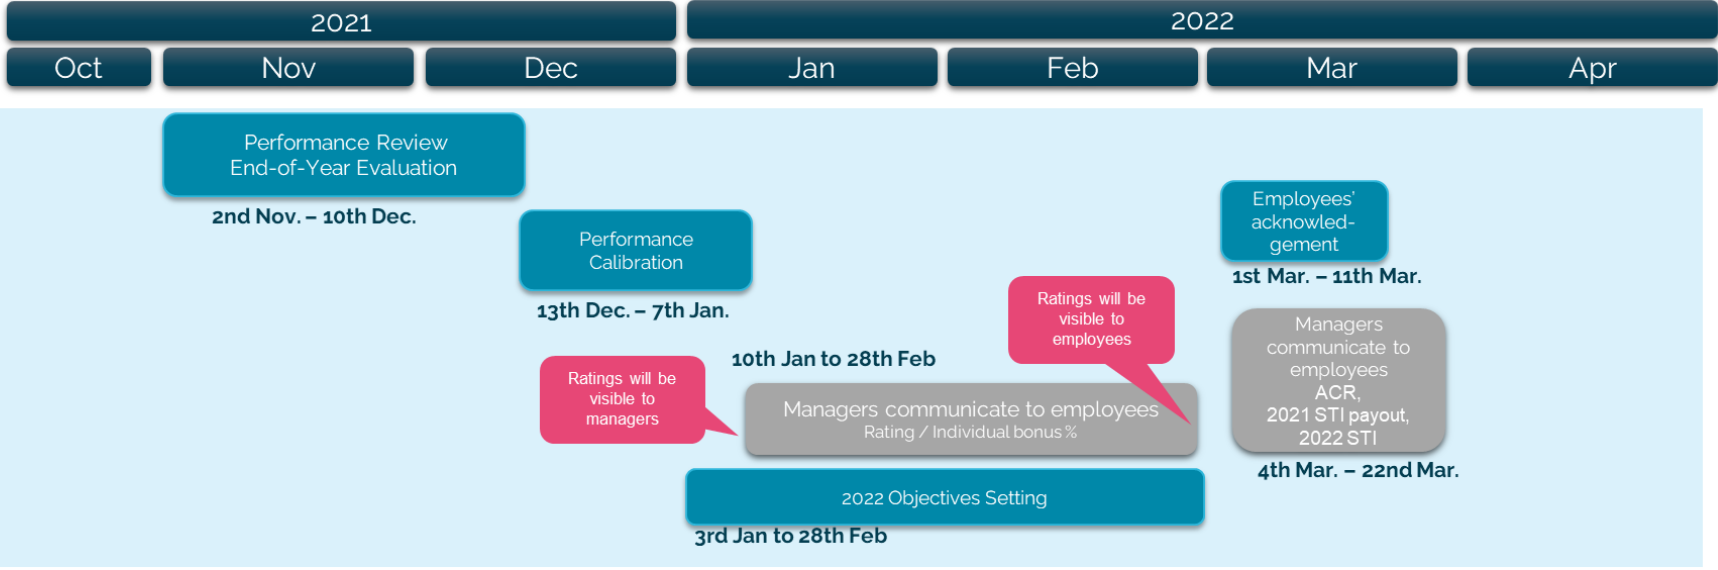 2021
2022
Oct
Nov
Dec
Jan
Feb
Mar
Apr
Performance Review
End-of-Year Evaluation
2nd Nov. – 10th Dec.
Performance
Calibration
13th Dec. – 7th Jan.
Employees'
acknowled-
gement
1st Mar. – 11th Mar.
Ratings will be
visible to
employees
Ratings will be
visible to
managers
10th Jan to 28th Feb
Managers communicate to employees
Rating / Individual bonus %
Managers
communicate to
employees
ACR,
2021 STI payout,
2022 STI
4th Mar. – 22nd Mar.
2022 Objectives Setting
3rd Jan to 28th Feb